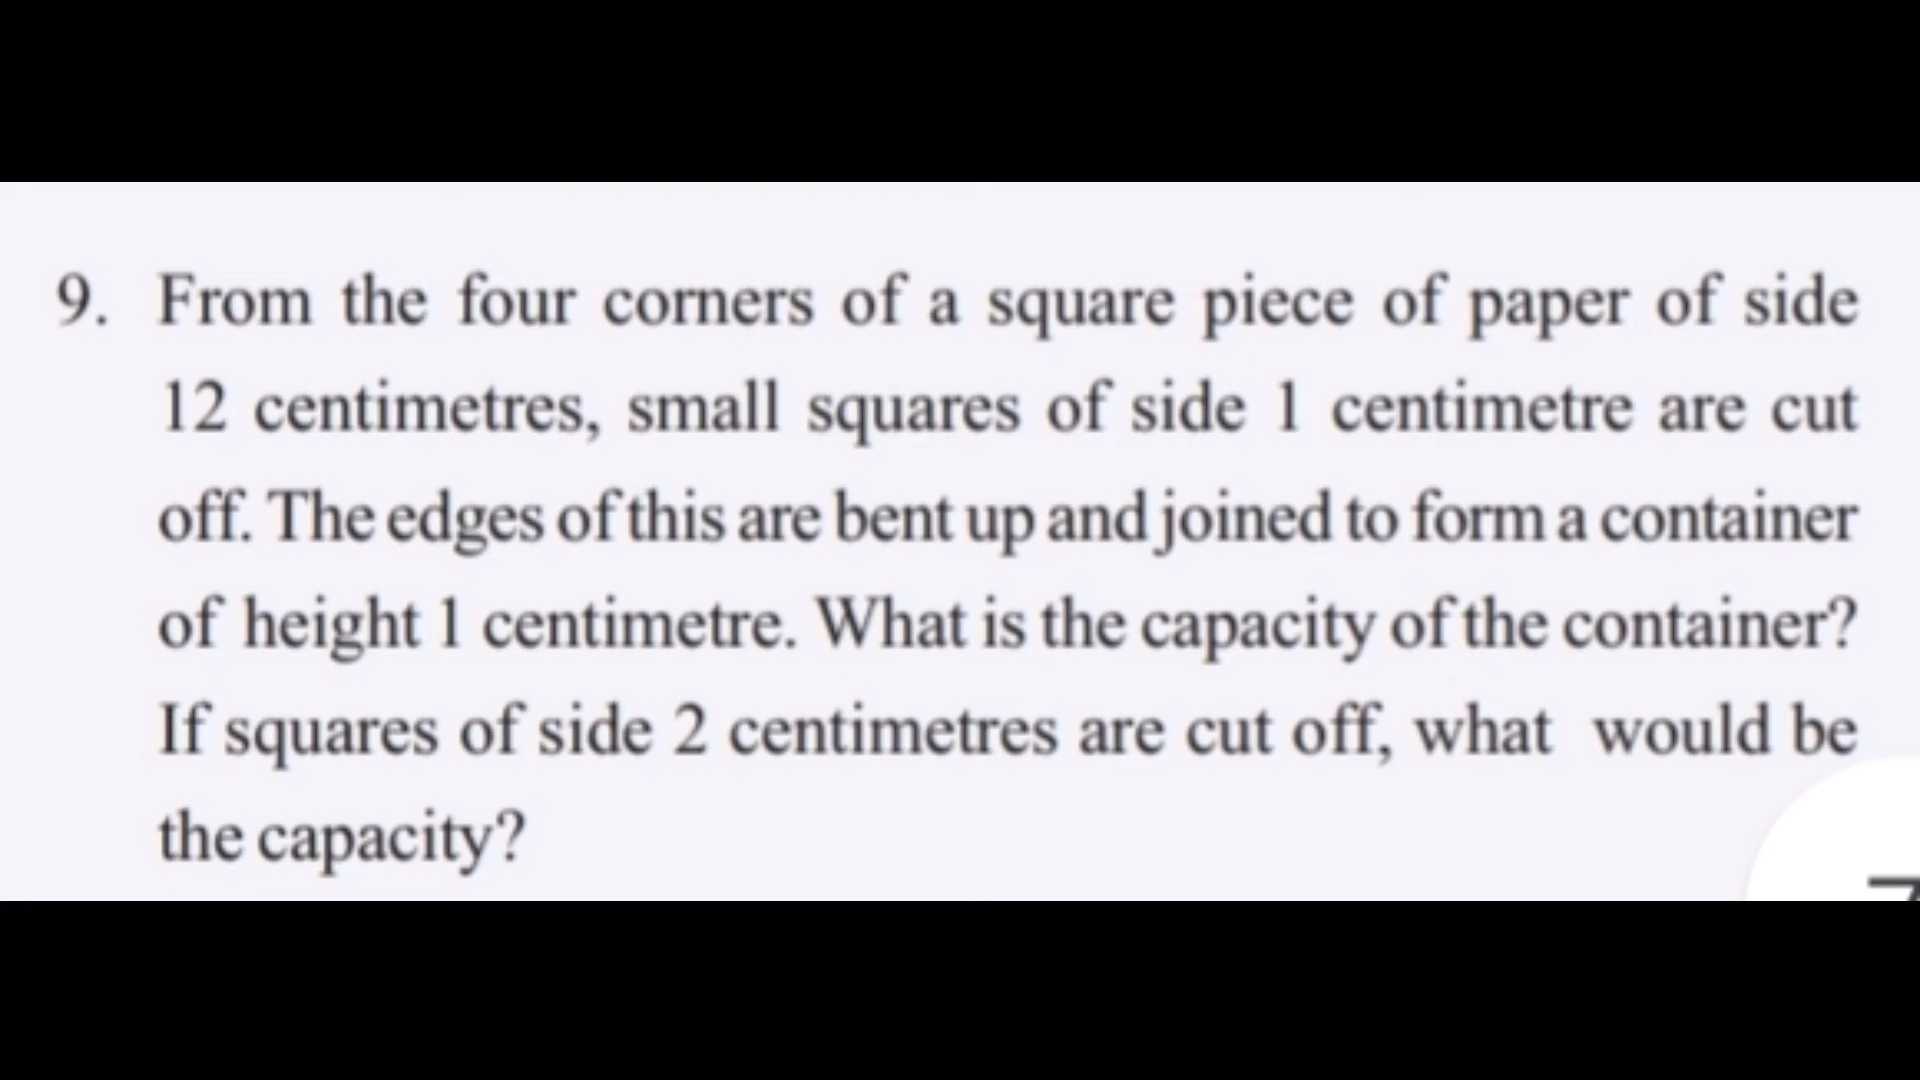 9. From the four corners of a square piece of paper of side
12 centimetres, small squares of side 1 centimetre are cut
off. The edges of this are bent up and joined to form a container
of height 1 centimetre. What is the capacity of the container?
If squares of side 2 centimetres are cut off, what would be
the capacity?